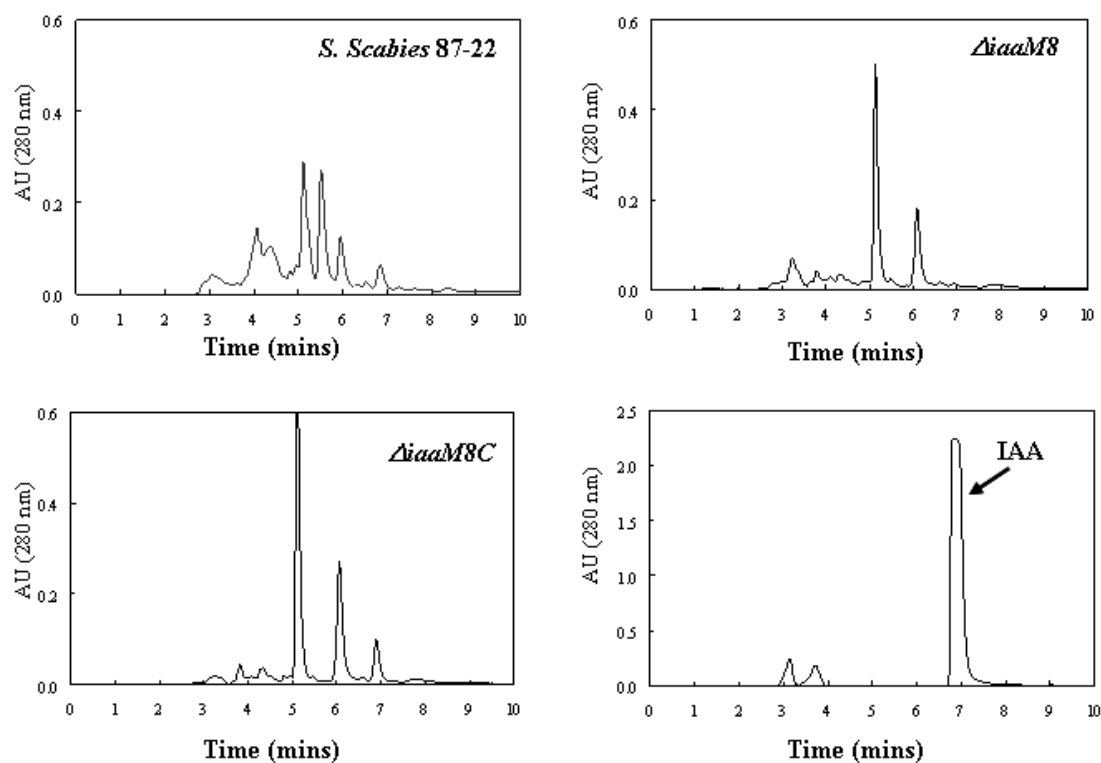 S. Scabies 87-22
AU (280 nm)
0.6
0.4
0.2
0.0
0 1 2 3 4 5 6 7 8 9 10
Time (mins)
ΔiaaM8
AU (280 nm)
0.6
0.4
0.2
0.0
0 1 2 3 4 5 6 7 8 9 10
Time (mins)
ΔiaaM8C
AU (280 nm)
0.6
0.4
0.2
0.0
0 1 2 3 4 5 6 7 8 9 10
Time (mins)
IAA
AU (280 nm)
2.5
2.0
1.5
1.0
0.5
0.0
0 1 2 3 4 5 6 7 8 9 10
Time (mins)